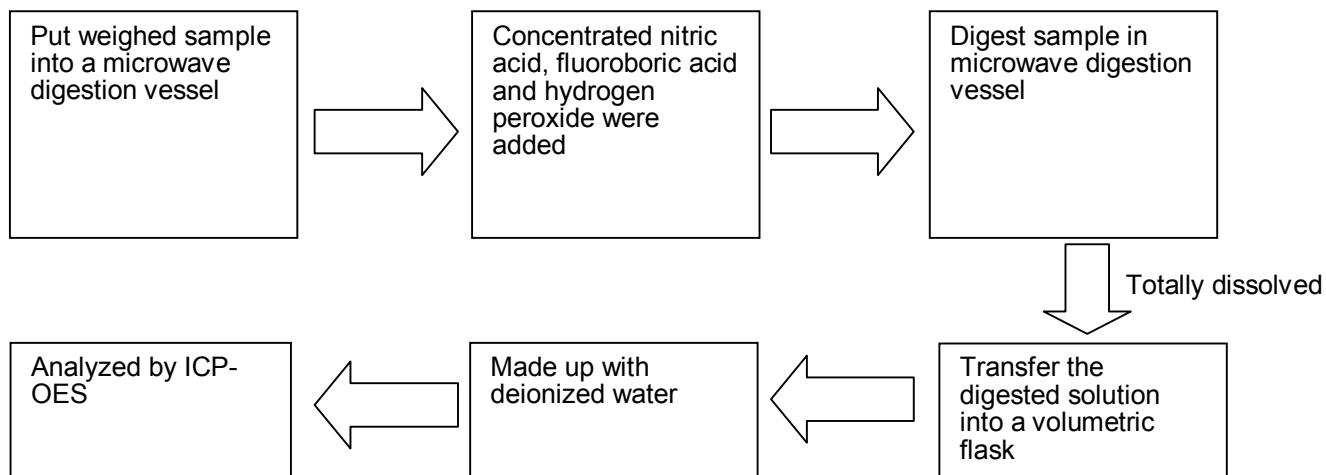 Put weighed sample
into a microwave
digestion vessel
Concentrated nitric
acid, fluoroboric acid
and hydrogen
peroxide were
added
Digest sample in
microwave digestion
vessel
Totally dissolved
Transfer the
digested solution
into a volumetric
flask
Made up with
deionized water
Analyzed by ICP-
OES